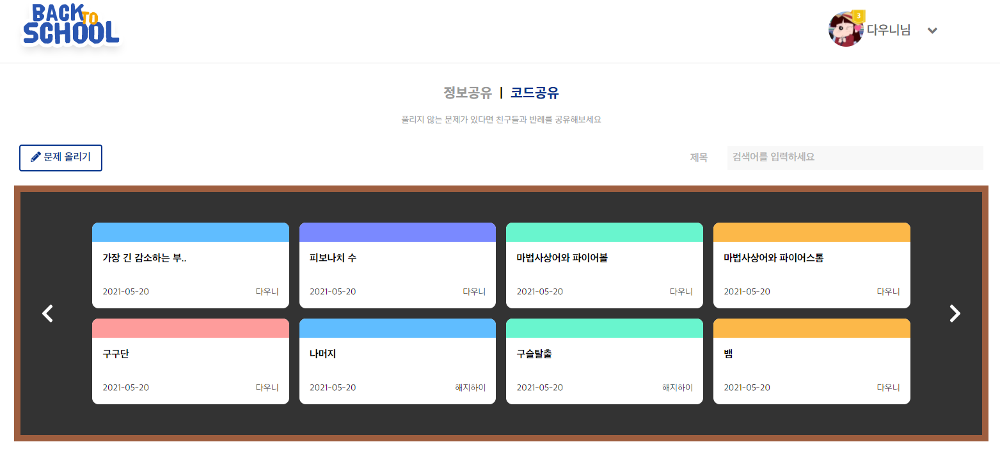 BACK TO SCHOOL
3
다우니님
정보공유 | 코드공유
풀리지 않는 문제가 있다면 친구들과 반례를 공유해보세요
문제 올리기
제목
검색어를 입력하세요
가장 긴 감소하는 부..
2021-05-20 다우니
피보나치 수
2021-05-20 다우니
마법사상어와 파이어볼
2021-05-20 다우니
마법사상어와 파이어스톰
2021-05-20 다우니
구구단
2021-05-20 다우니
나머지
2021-05-20 해지하이
구슬탈출
2021-05-20 해지하이
뱀
2021-05-20 다우니